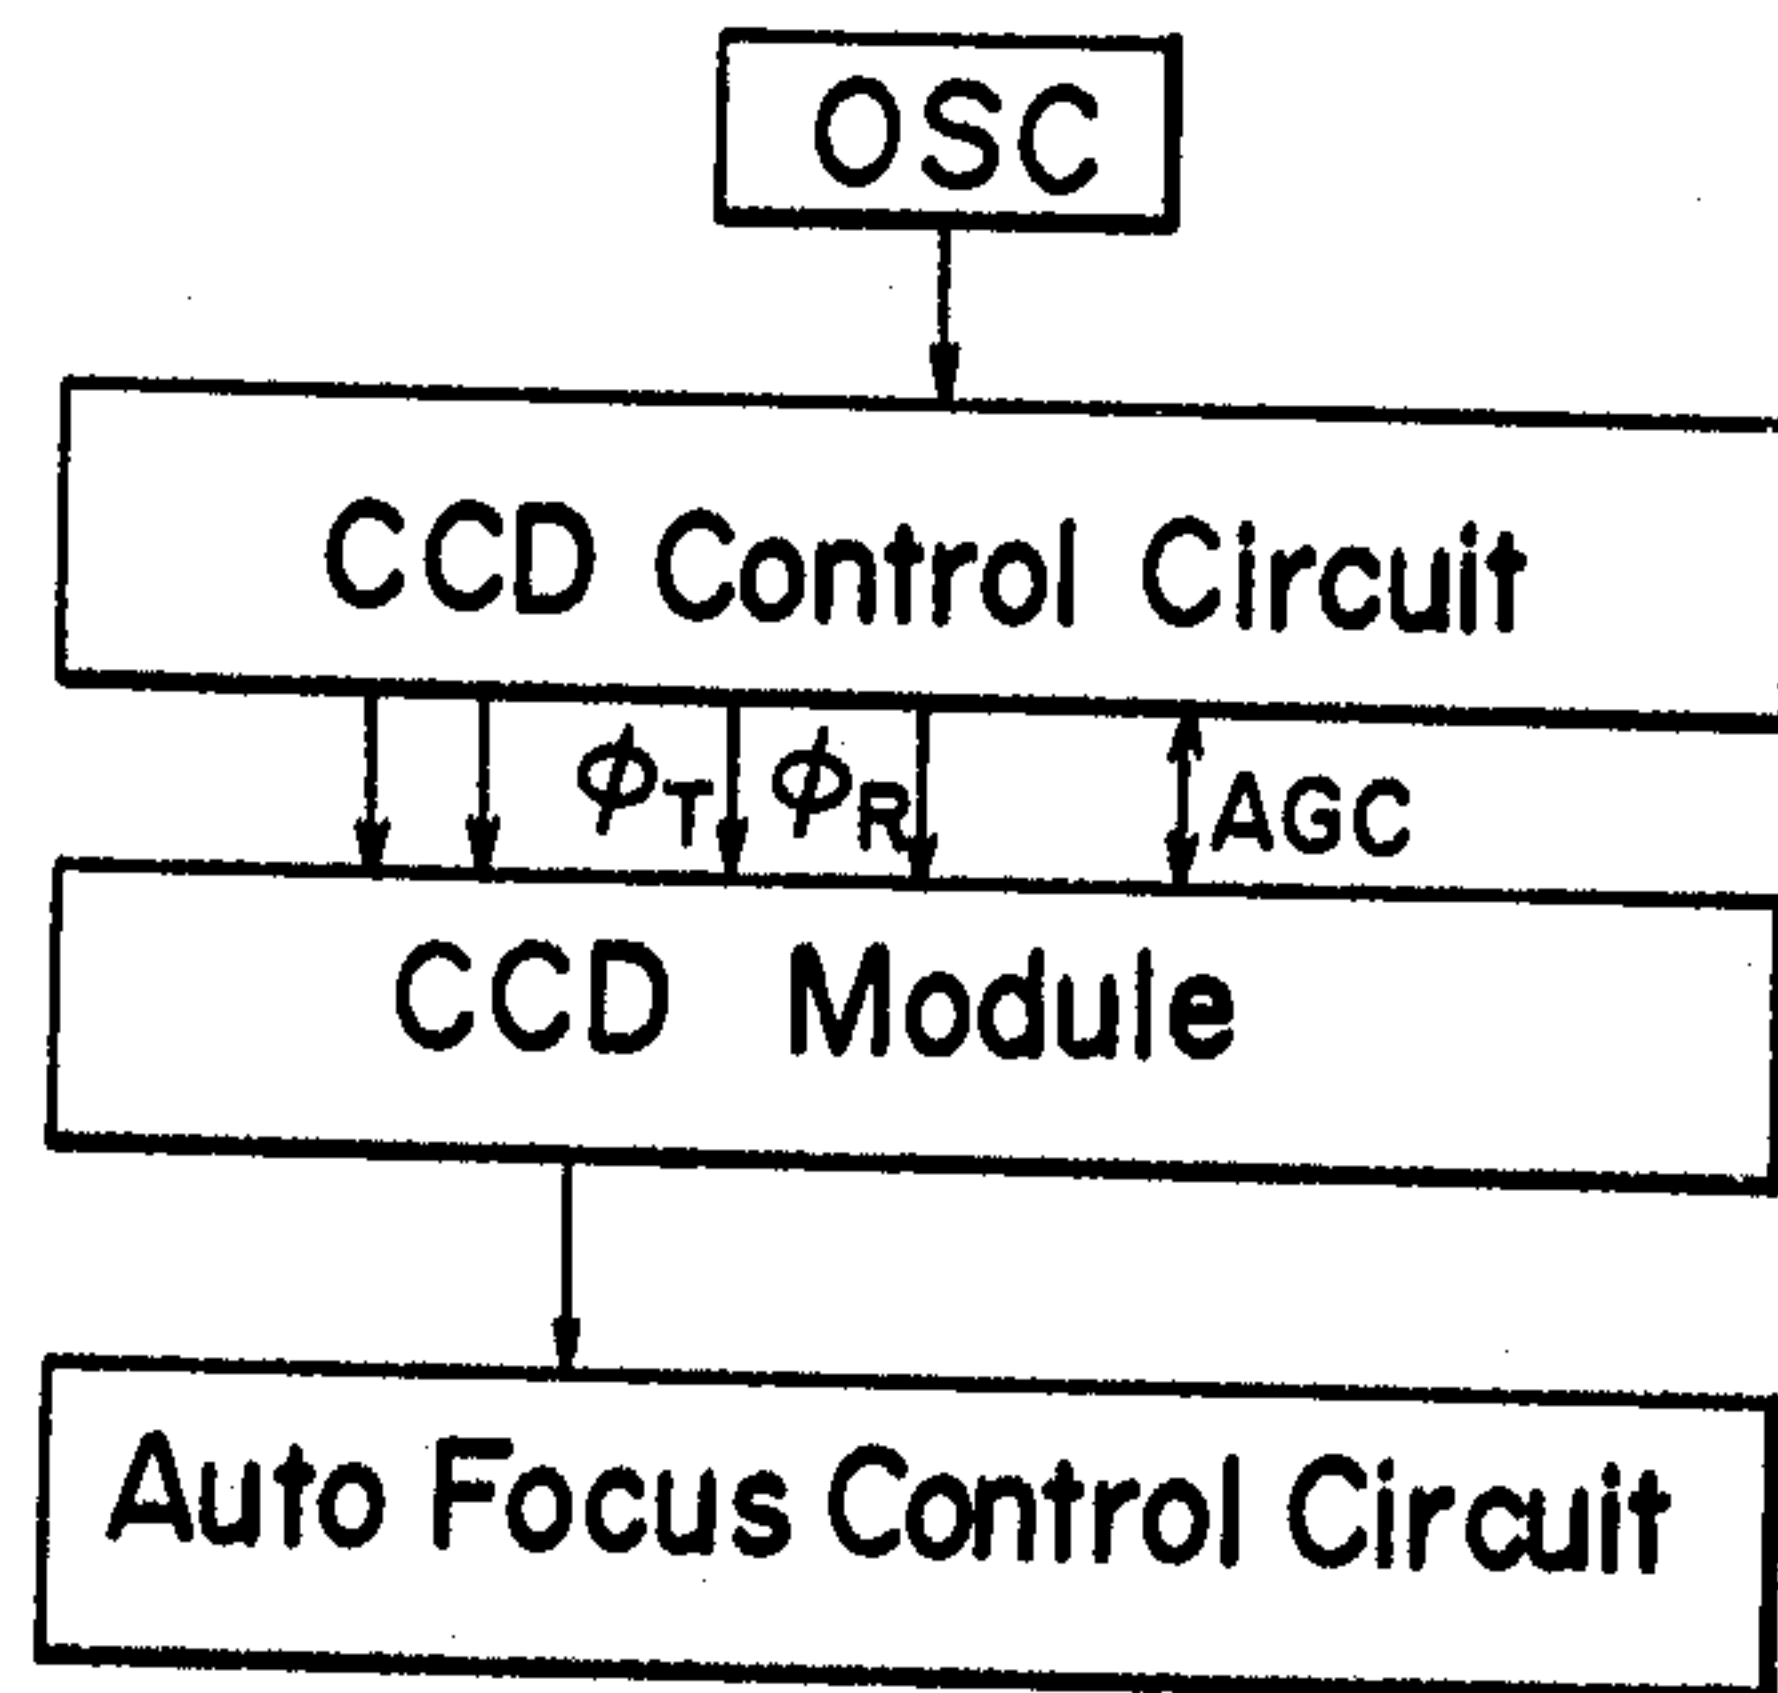 OSC
CCD Control Circuit
ϕT ϕR AGC
CCD Module
Auto Focus Control Circuit